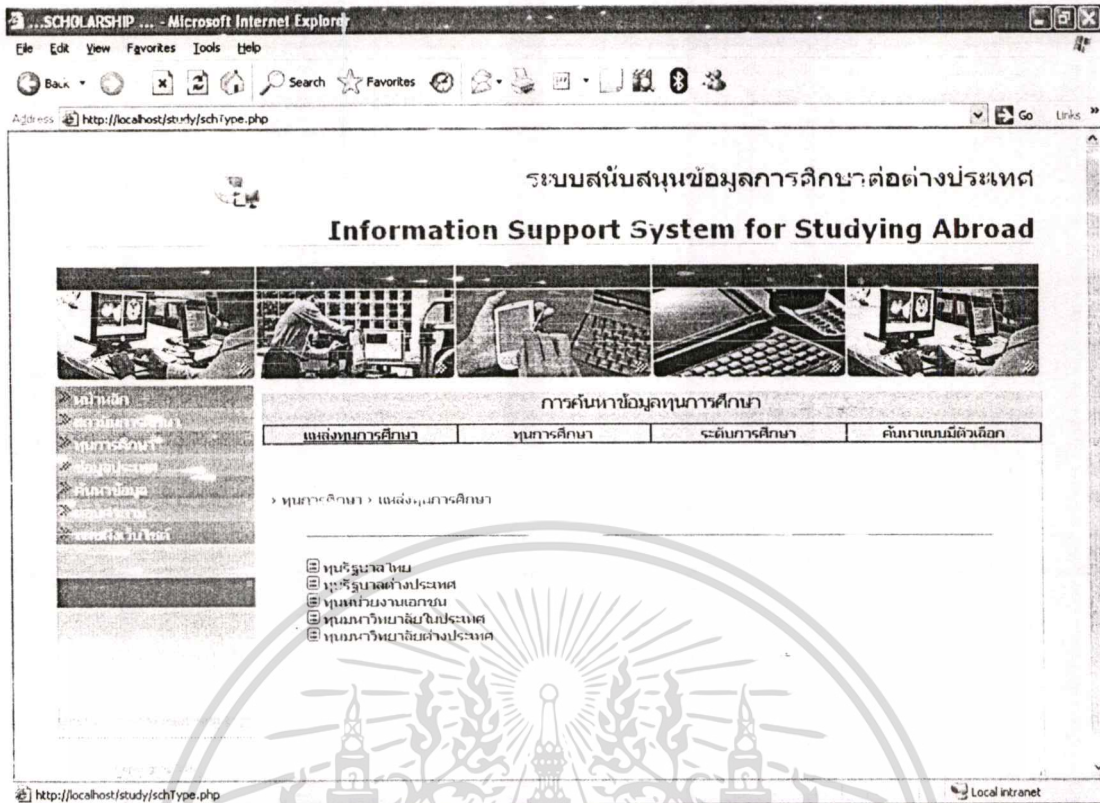 ...SCHOLARSHIP ... - Microsoft Internet Explorer
File Edit View Favorites Tools Help
Back Search Favorites
Address http://localhost/study/schType.php Go Links »
ระบบสนับสนุนข้อมูลการศึกษาต่อต่างประเทศ
Information Support System for Studying Abroad
หน้าหลัก
สถาบันการศึกษา
ทุนการศึกษา
ข้อมูลประเทศ
ค้นหาข้อมูล
การค้นหาข้อมูลทุนการศึกษา
แหล่งทุนการศึกษา ทุนการศึกษา ระดับการศึกษา ค้นหาแบบมีตัวเลือก
› ทุนการศึกษา › แหล่งทุนการศึกษา
ทุนรัฐบาลไทย
ทุนรัฐบาลต่างประเทศ
ทุนหน่วยงานเอกชน
ทุนมหาวิทยาลัยในประเทศ
ทุนมหาวิทยาลัยต่างประเทศ
http://localhost/study/schType.php Local intranet